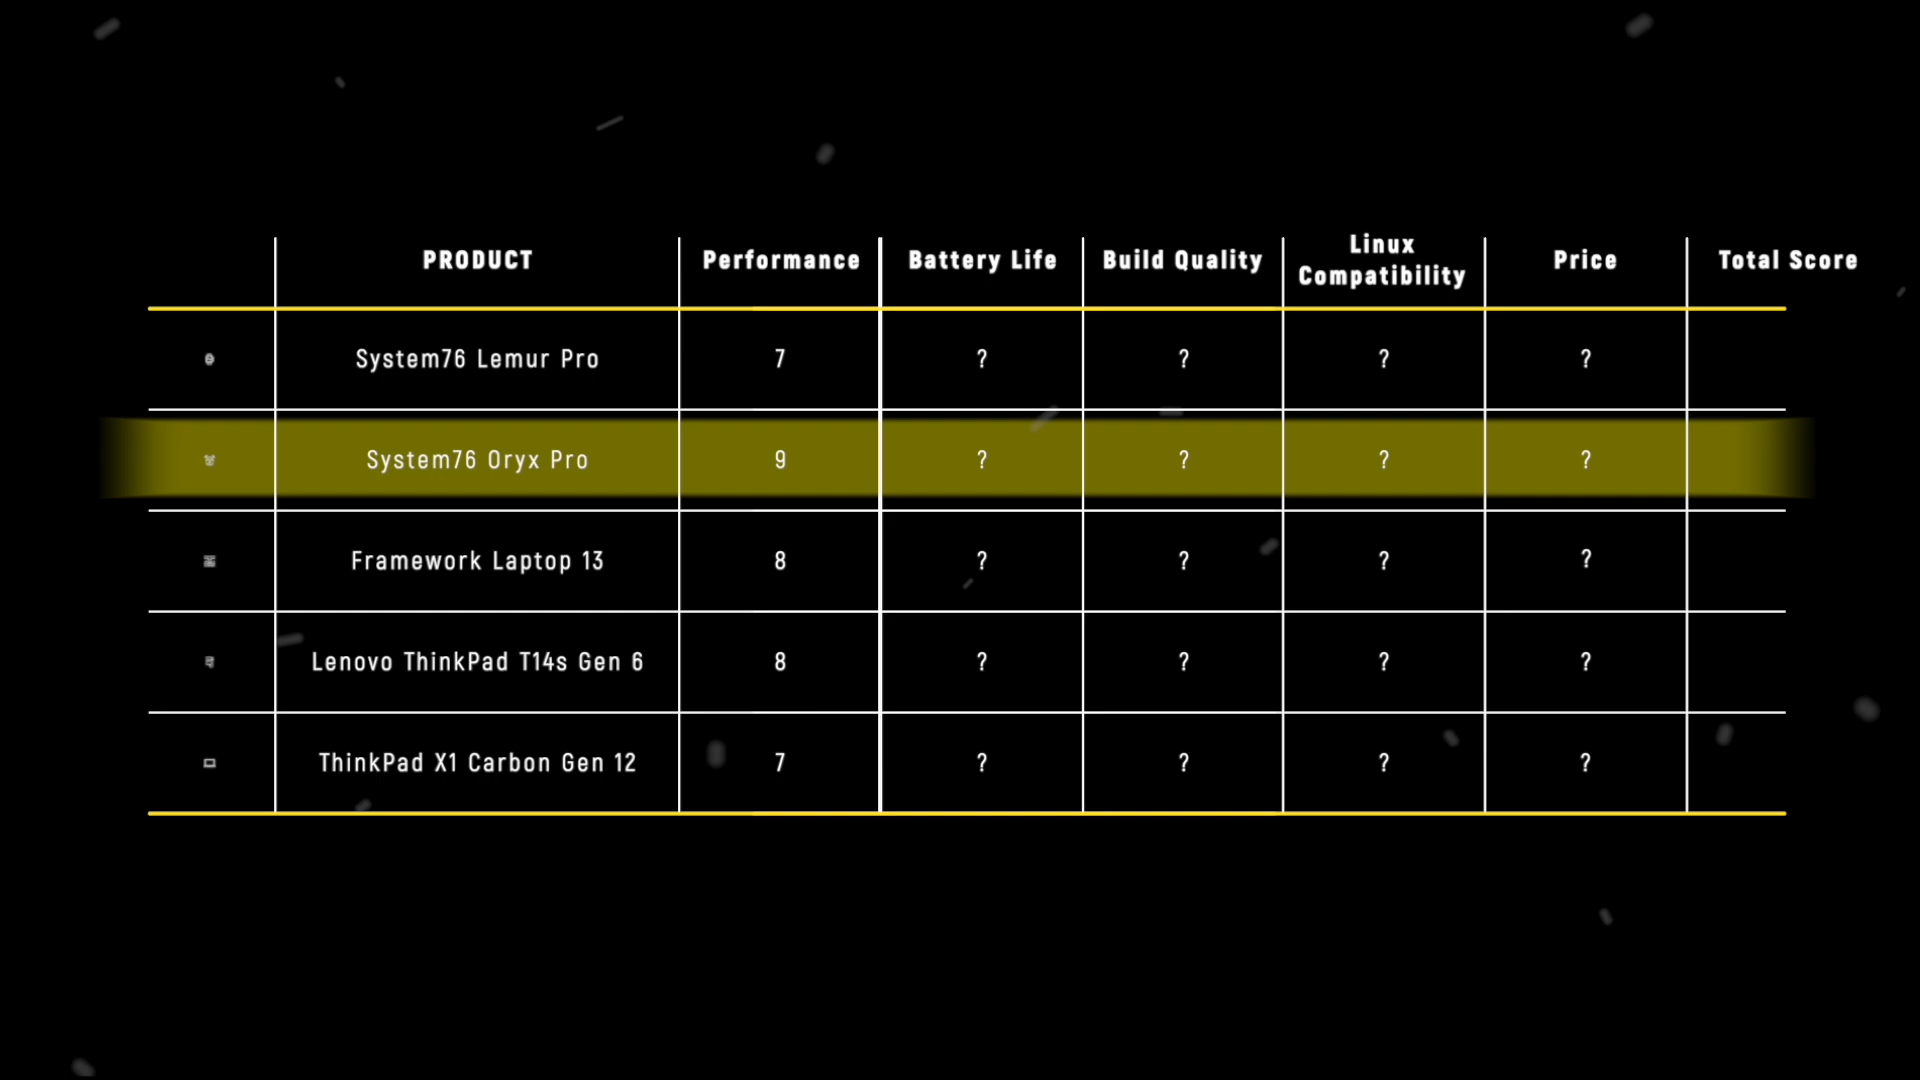 PRODUCT Performance Battery Life Build Quality Linux Compatibility Price Total Score
System76 Lemur Pro 7 ? ? ? ?
System76 Oryx Pro 9 ? ? ? ?
Framework Laptop 13 8 ? ? ? ?
Lenovo ThinkPad T14s Gen 6 8 ? ? ? ?
ThinkPad X1 Carbon Gen 12 7 ? ? ? ?